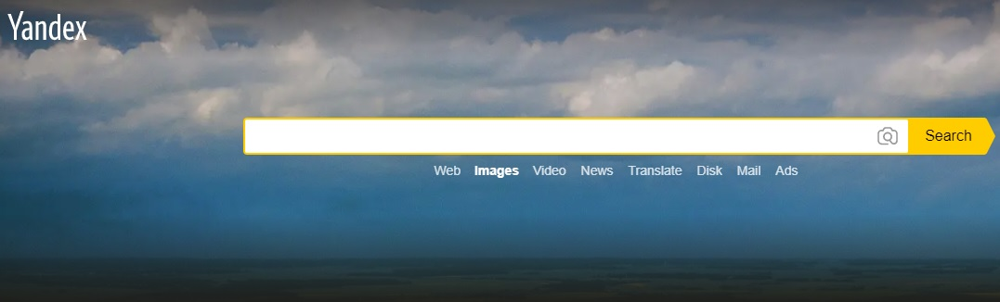 Yandex
Search
Web Images Video News Translate Disk Mail Ads